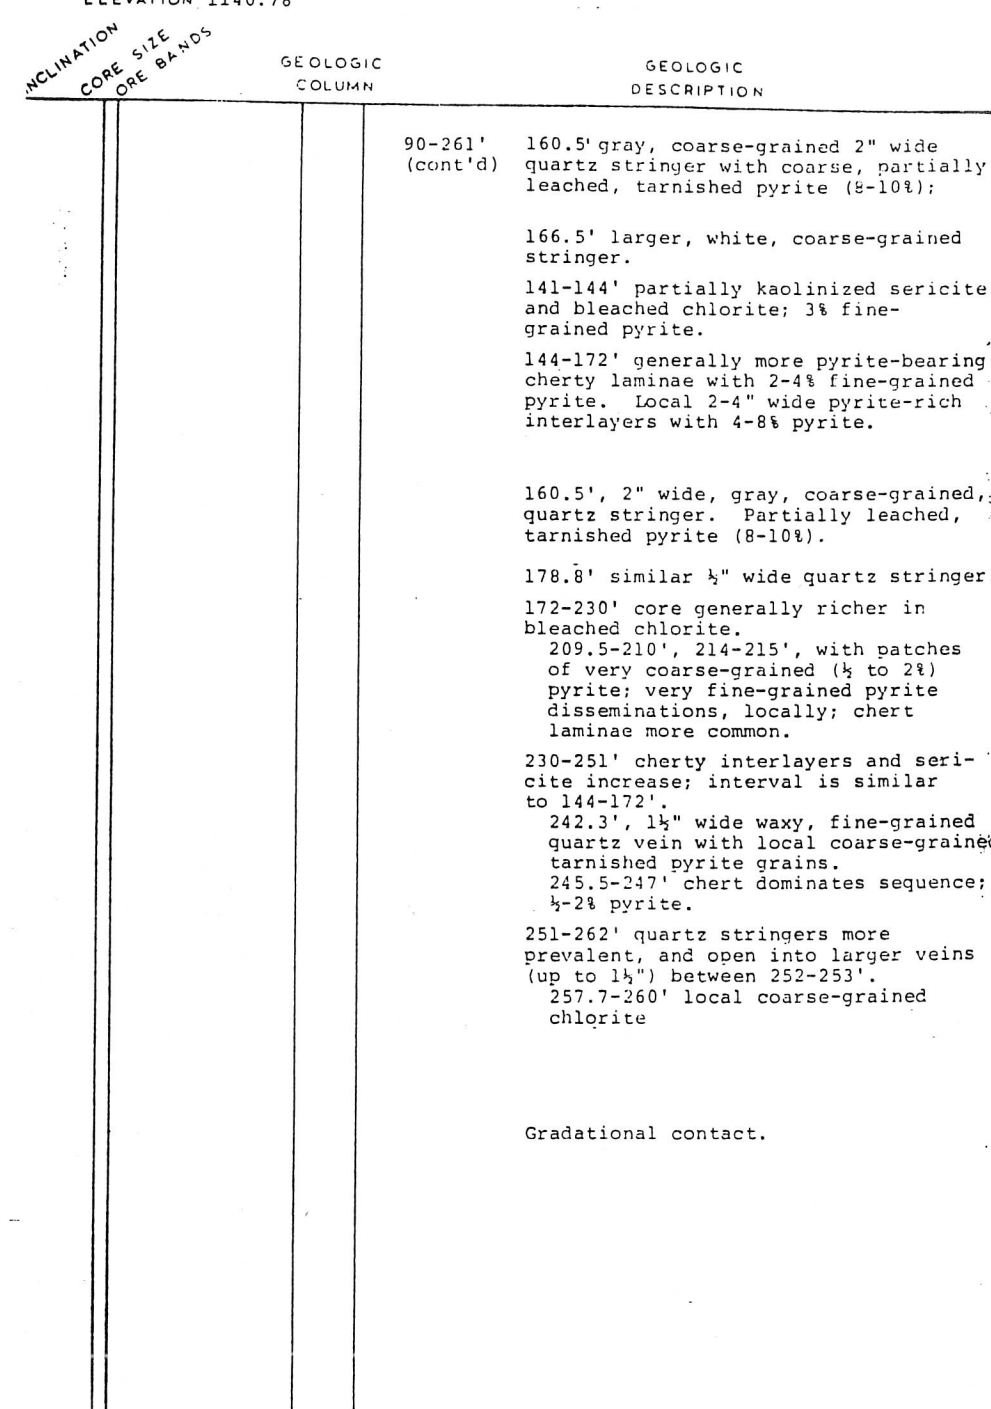 ELEVATION 1140.78
INCLINATION
CORE SIZE
ORE BANDS
GEOLOGIC
COLUMN
GEOLOGIC
DESCRIPTION
90-261'
(cont'd)
160.5' gray, coarse-grained 2" wide
quartz stringer with coarse, partially
leached, tarnished pyrite (8-10%);
166.5' larger, white, coarse-grained
stringer.
141-144' partially kaolinized sericite
and bleached chlorite; 3% fine-
grained pyrite.
144-172' generally more pyrite-bearing
cherty laminae with 2-4% fine-grained
pyrite. Local 2-4" wide pyrite-rich
interlayers with 4-8% pyrite.
160.5', 2" wide, gray, coarse-grained,
quartz stringer. Partially leached,
tarnished pyrite (8-10%).
178.8' similar ½" wide quartz stringer
172-230' core generally richer in
bleached chlorite.
209.5-210', 214-215', with patches
of very coarse-grained (½ to 2%)
pyrite; very fine-grained pyrite
disseminations, locally; chert
laminae more common.
230-251' cherty interlayers and seri-
cite increase; interval is similar
to 144-172'.
242.3', 1½" wide waxy, fine-grained
quartz vein with local coarse-grained
tarnished pyrite grains.
245.5-247' chert dominates sequence;
½-2% pyrite.
251-262' quartz stringers more
prevalent, and open into larger veins
(up to 1½") between 252-253'.
257.7-260' local coarse-grained
chlorite
Gradational contact.